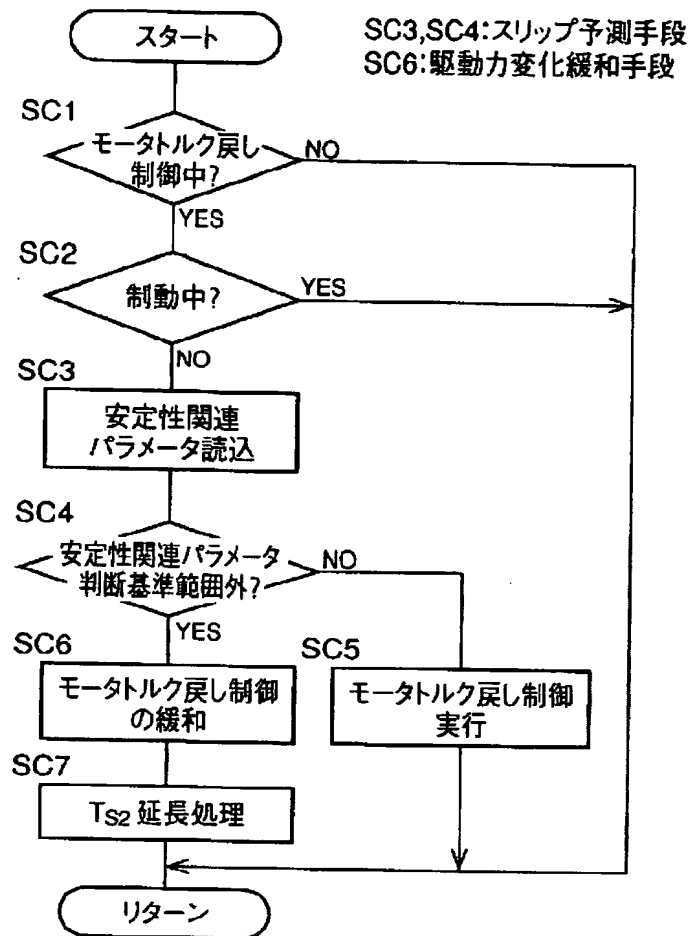 スタート
SC3,SC4:スリップ予測手段
SC6:駆動力変化緩和手段
SC1
モータトルク戻し
制御中?
NO
YES
SC2
制動中?
YES
NO
SC3
安定性関連
パラメータ読込
SC4
安定性関連パラメータ
判断基準範囲外?
NO
YES
SC6
モータトルク戻し制御
の緩和
SC5
モータトルク戻し制御
実行
SC7
TS2 延長処理
リターン